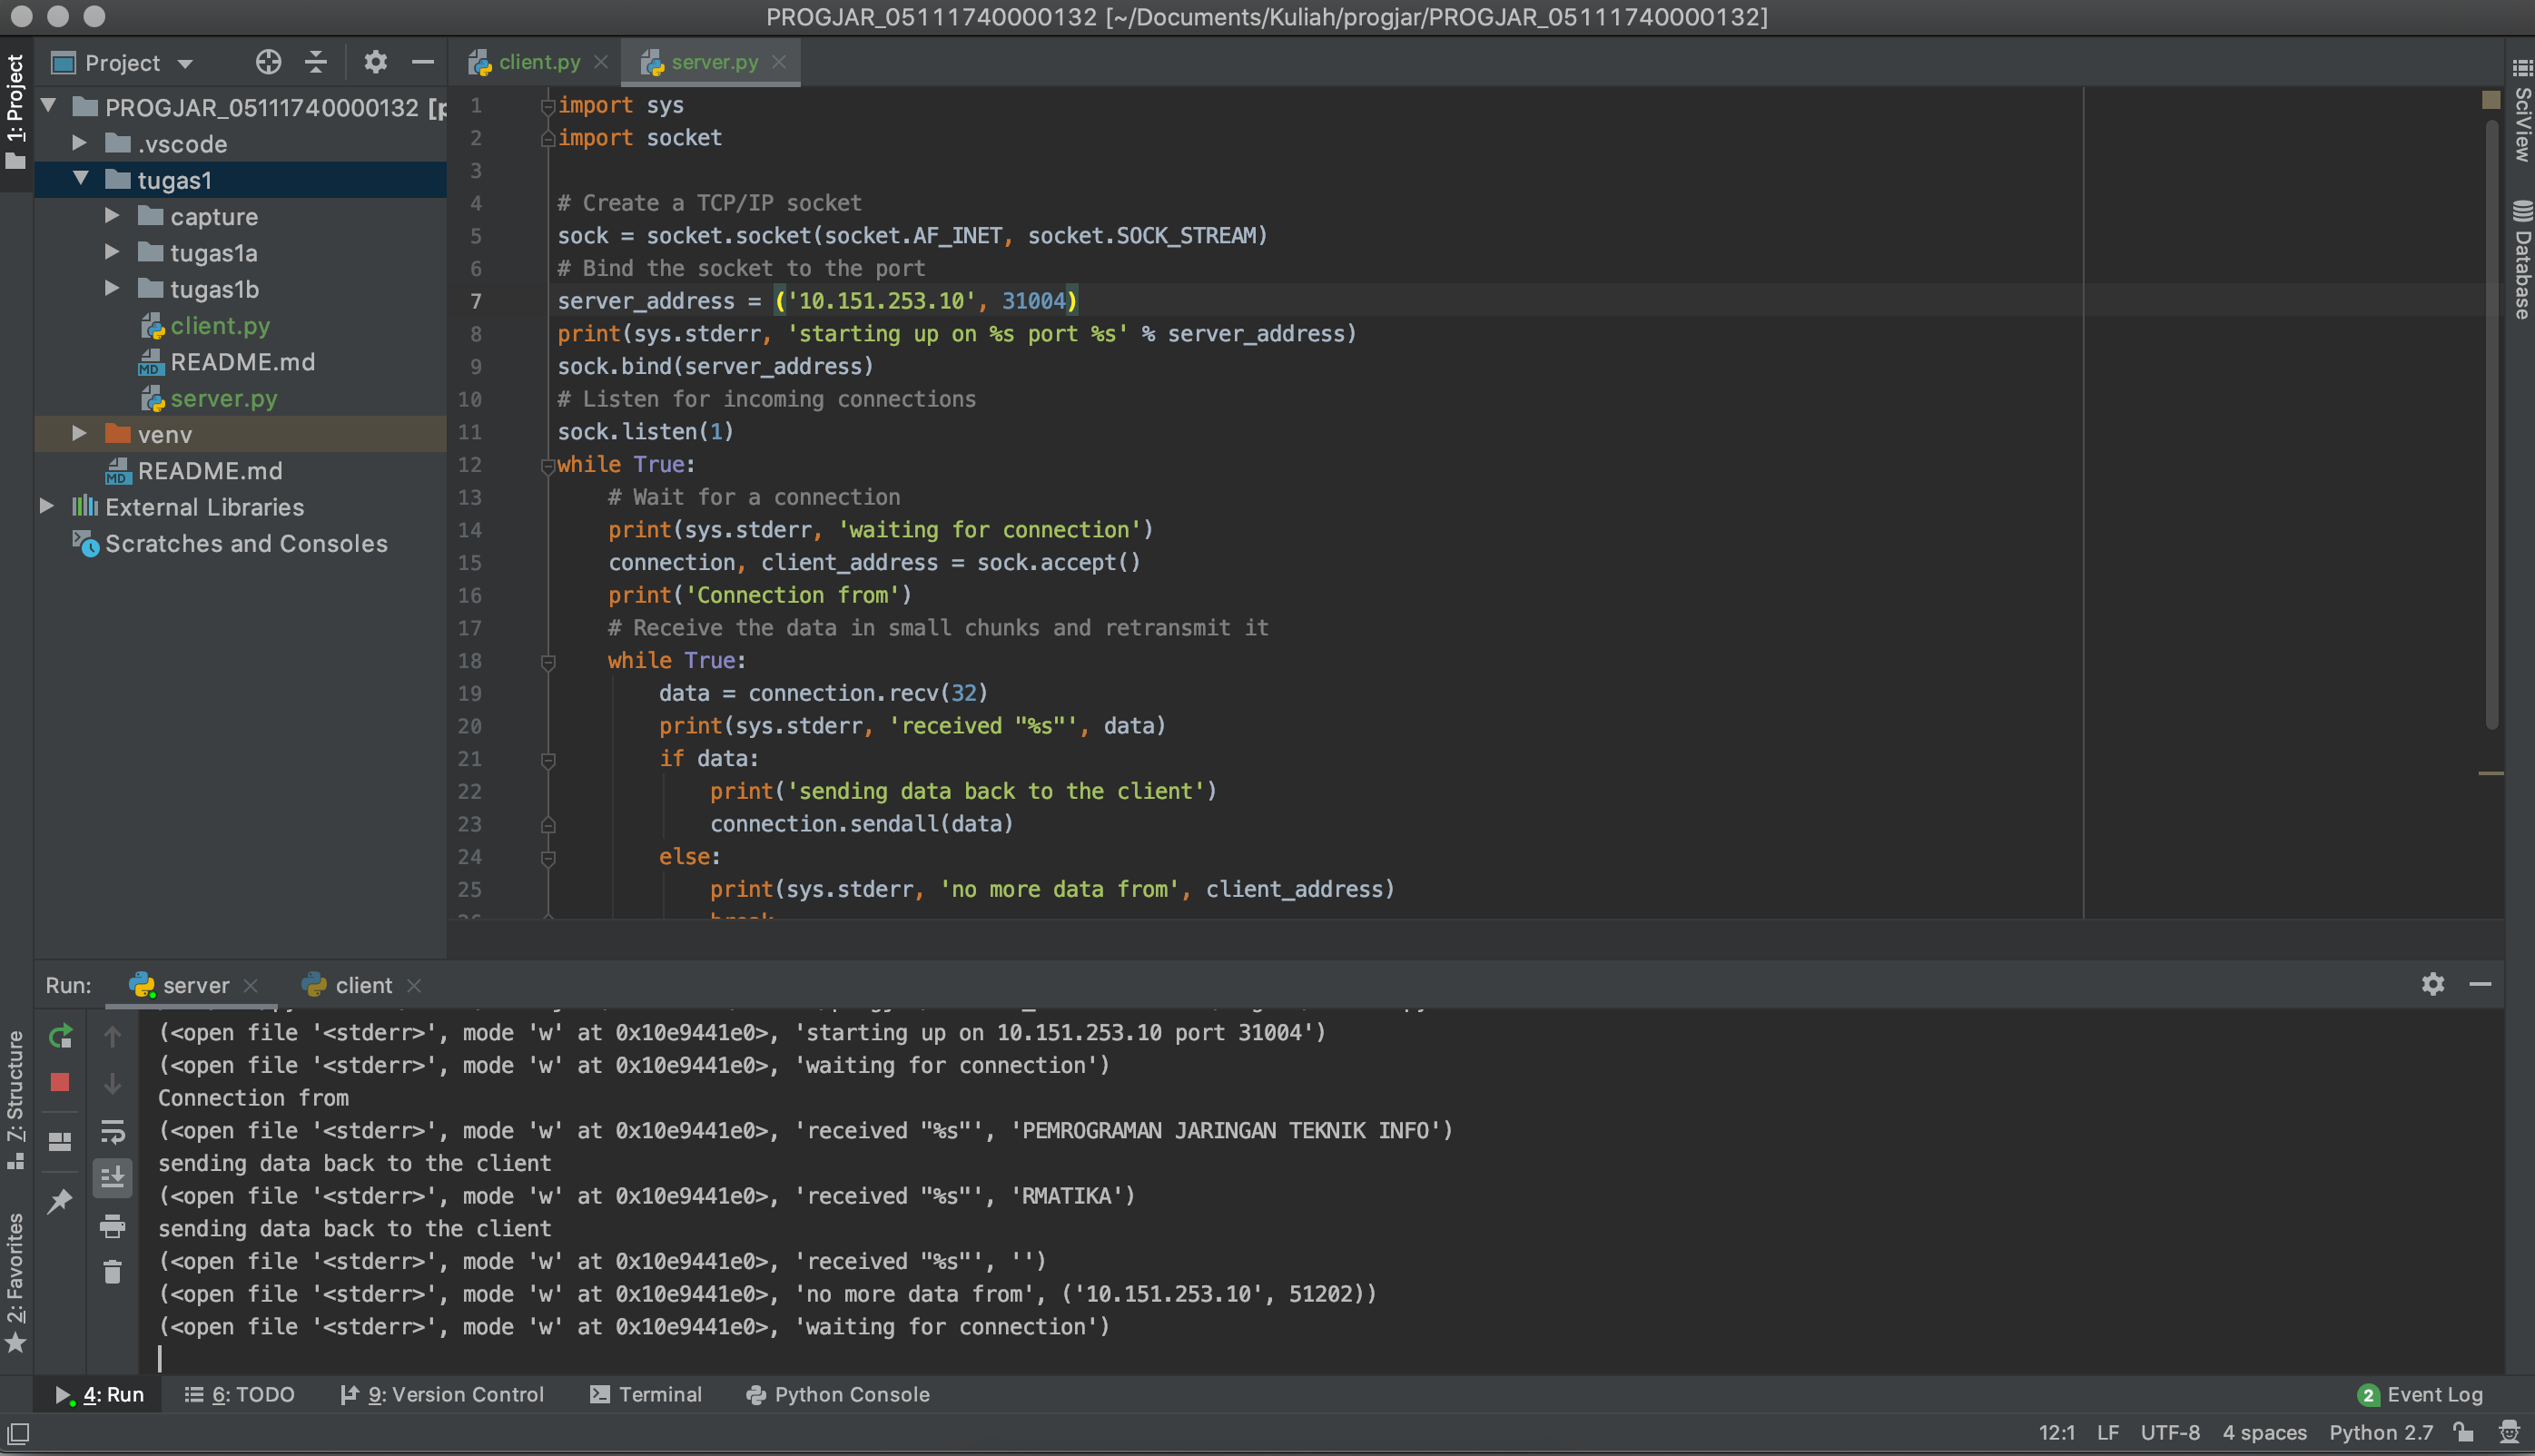 PROGJAR_05111740000132 [~/Documents/Kuliah/progjar/PROGJAR_05111740000132]
1: Project
Project
client.py
server.py
PROGJAR_05111740000132 [p
.vscode
tugas1
capture
tugas1a
tugas1b
client.py
README.md
server.py
venv
README.md
External Libraries
Scratches and Consoles
1 import sys
2 import socket
3
4 # Create a TCP/IP socket
5 sock = socket.socket(socket.AF_INET, socket.SOCK_STREAM)
6 # Bind the socket to the port
7 server_address = ('10.151.253.10', 31004)
8 print(sys.stderr, 'starting up on %s port %s' % server_address)
9 sock.bind(server_address)
10 # Listen for incoming connections
11 sock.listen(1)
12 while True:
13 # Wait for a connection
14 print(sys.stderr, 'waiting for connection')
15 connection, client_address = sock.accept()
16 print('Connection from')
17 # Receive the data in small chunks and retransmit it
18 while True:
19 data = connection.recv(32)
20 print(sys.stderr, 'received "%s"', data)
21 if data:
22 print('sending data back to the client')
23 connection.sendall(data)
24 else:
25 print(sys.stderr, 'no more data from', client_address)
26 break
SciView
Database
Run:
server
client
(<open file '<stderr>', mode 'w' at 0x10e9441e0>, 'starting up on 10.151.253.10 port 31004')
(<open file '<stderr>', mode 'w' at 0x10e9441e0>, 'waiting for connection')
Connection from
(<open file '<stderr>', mode 'w' at 0x10e9441e0>, 'received "%s"', 'PEMROGRAMAN JARINGAN TEKNIK INFO')
sending data back to the client
(<open file '<stderr>', mode 'w' at 0x10e9441e0>, 'received "%s"', 'RMATIKA')
sending data back to the client
(<open file '<stderr>', mode 'w' at 0x10e9441e0>, 'received "%s"', '')
(<open file '<stderr>', mode 'w' at 0x10e9441e0>, 'no more data from', ('10.151.253.10', 51202))
(<open file '<stderr>', mode 'w' at 0x10e9441e0>, 'waiting for connection')
7: Structure
2: Favorites
4: Run
6: TODO
9: Version Control
Terminal
Python Console
2 Event Log
12:1 LF UTF-8 4 spaces Python 2.7